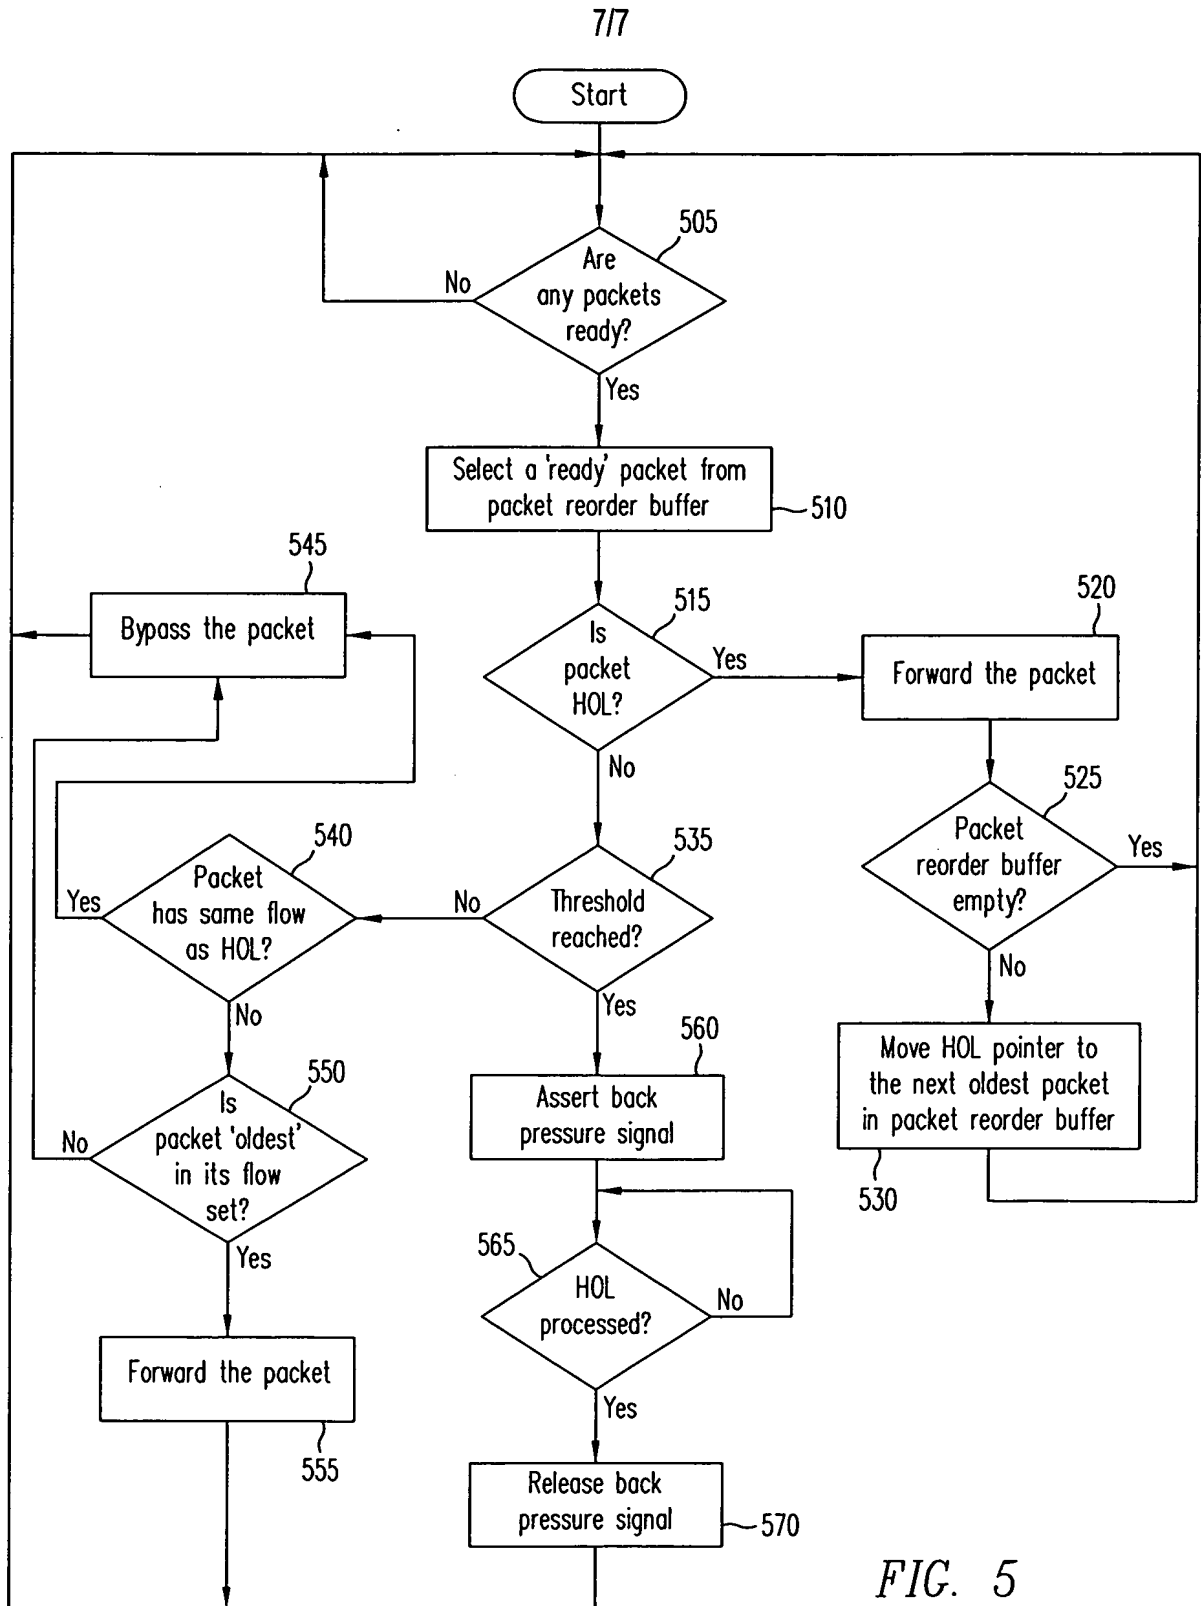 7/7
Start
505
Are
any packets
ready?
No
Yes
Select a 'ready' packet from
packet reorder buffer
510
545
Bypass the packet
515
Is
packet
HOL?
Yes
No
520
Forward the packet
525
Packet
reorder buffer
empty?
Yes
No
540
Packet
has same flow
as HOL?
Yes
No
535
Threshold
reached?
No
Yes
530
Move HOL pointer to
the next oldest packet
in packet reorder buffer
550
Is
packet 'oldest'
in its flow
set?
No
Yes
560
Assert back
pressure signal
565
HOL
processed?
No
Yes
Forward the packet
555
Release back
pressure signal
570
FIG. 5